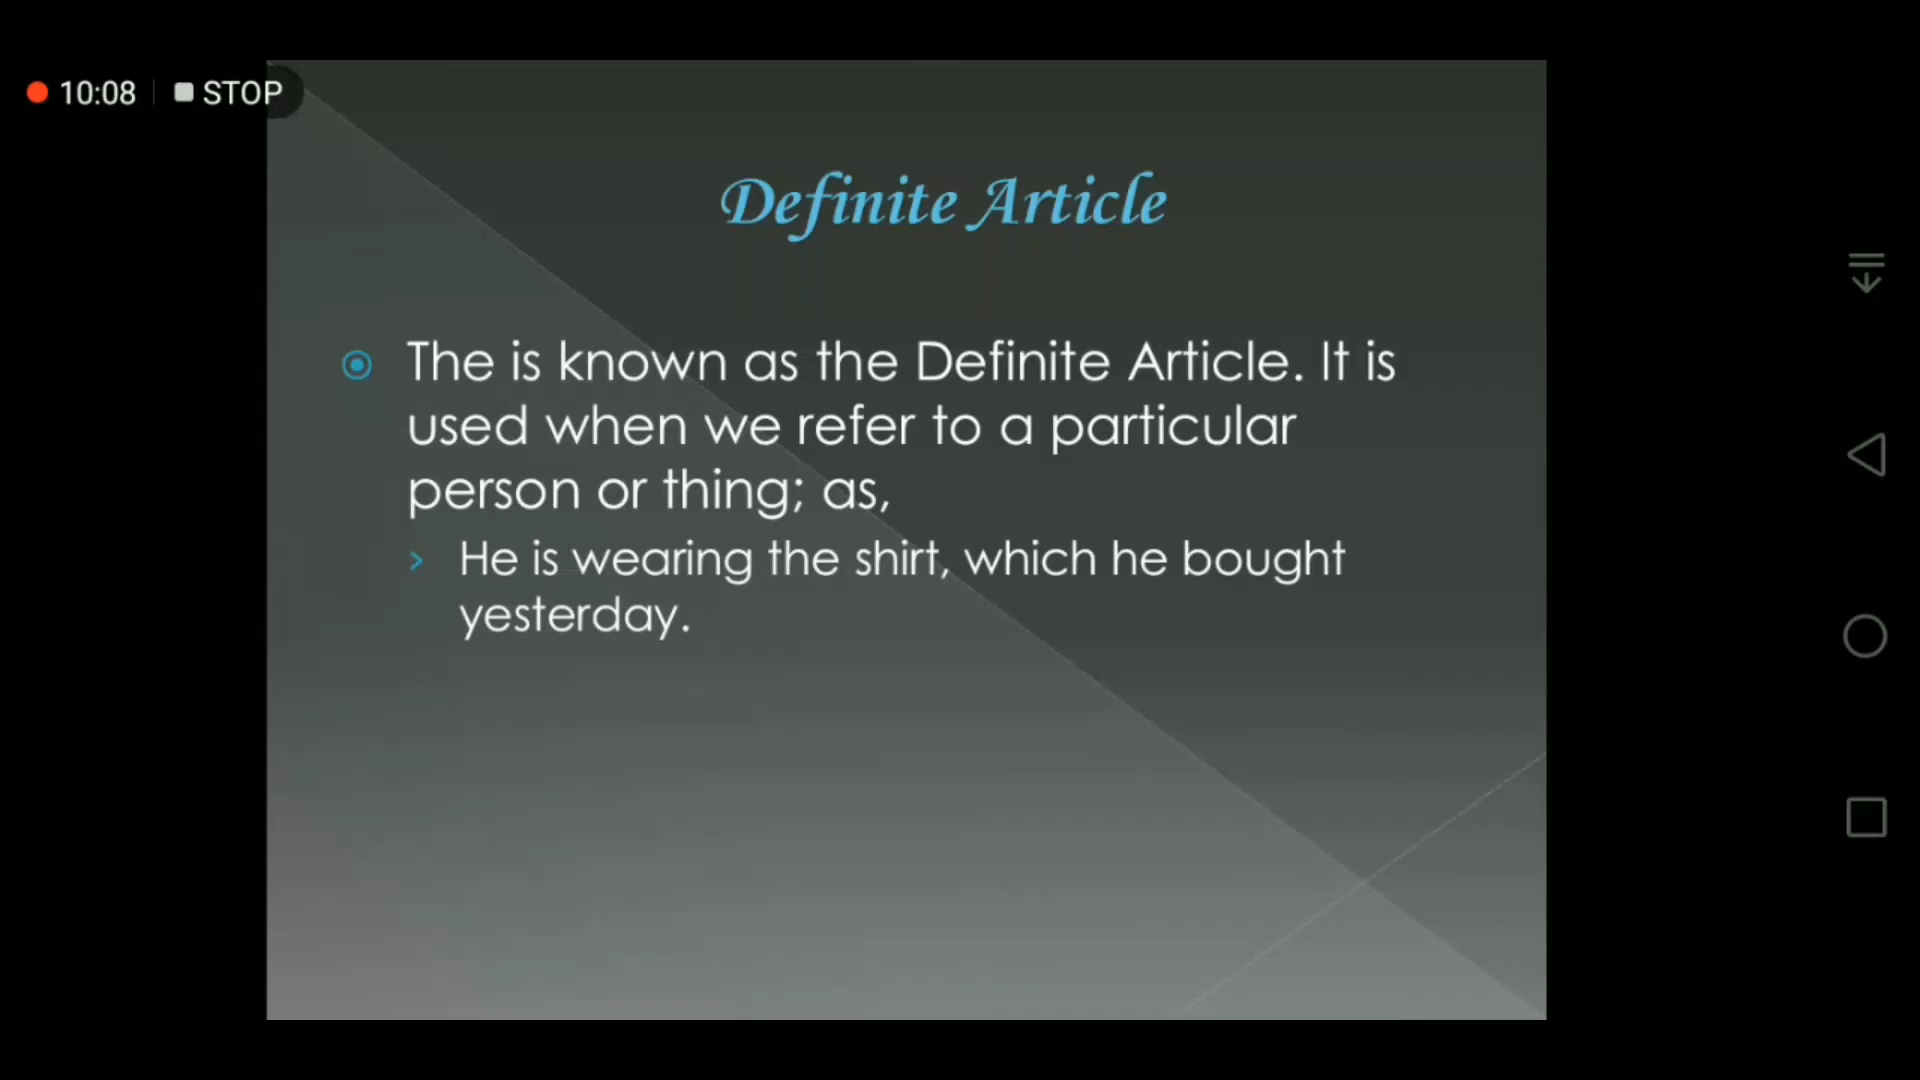 10:08 STOP
Definite Article
The is known as the Definite Article. It is
used when we refer to a particular
person or thing; as,
He is wearing the shirt, which he bought
yesterday.